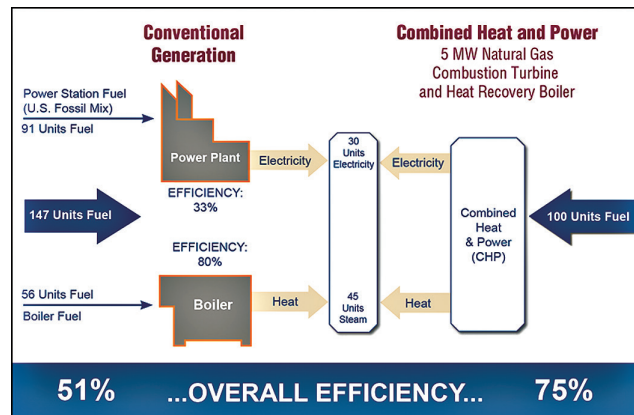 Conventional
Generation
Combined Heat and Power
5 MW Natural Gas
Combustion Turbine
and Heat Recovery Boiler
Power Station Fuel
(U.S. Fossil Mix)
91 Units Fuel
Power Plant
Electricity
30
Units
Electricity
Electricity
EFFICIENCY:
33%
147 Units Fuel
Combined
Heat
& Power
(CHP)
100 Units Fuel
EFFICIENCY:
80%
56 Units Fuel
Boiler Fuel
Boiler
Heat
45
Units
Steam
Heat
51% ...OVERALL EFFICIENCY... 75%